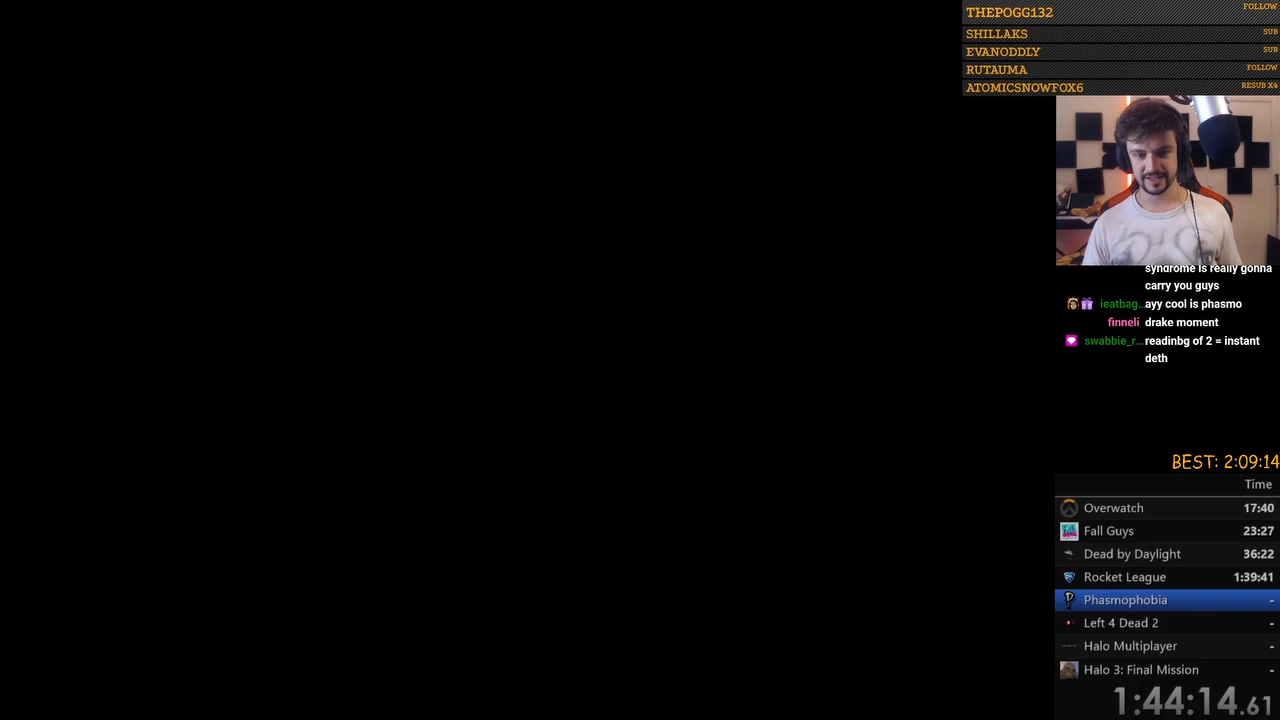 THEPOGG132 FOLLOW
SHILLAKS SUB
EVANODDLY SUB
RUTAUMA FOLLOW
ATOMICSNOWFOX6 RESUB X4
syndrome is really gonna
carry you guys
ieatbag... ayy cool is phasmo
finneli drake moment
swabbie_r... readinbg of 2 = instant
deth
BEST: 2:09:14
Time
Overwatch 17:40
Fall Guys 23:27
Dead by Daylight 36:22
Rocket League 1:39:41
Phasmophobia -
Left 4 Dead 2 -
Halo Multiplayer -
Halo 3: Final Mission -
1:44:14.61